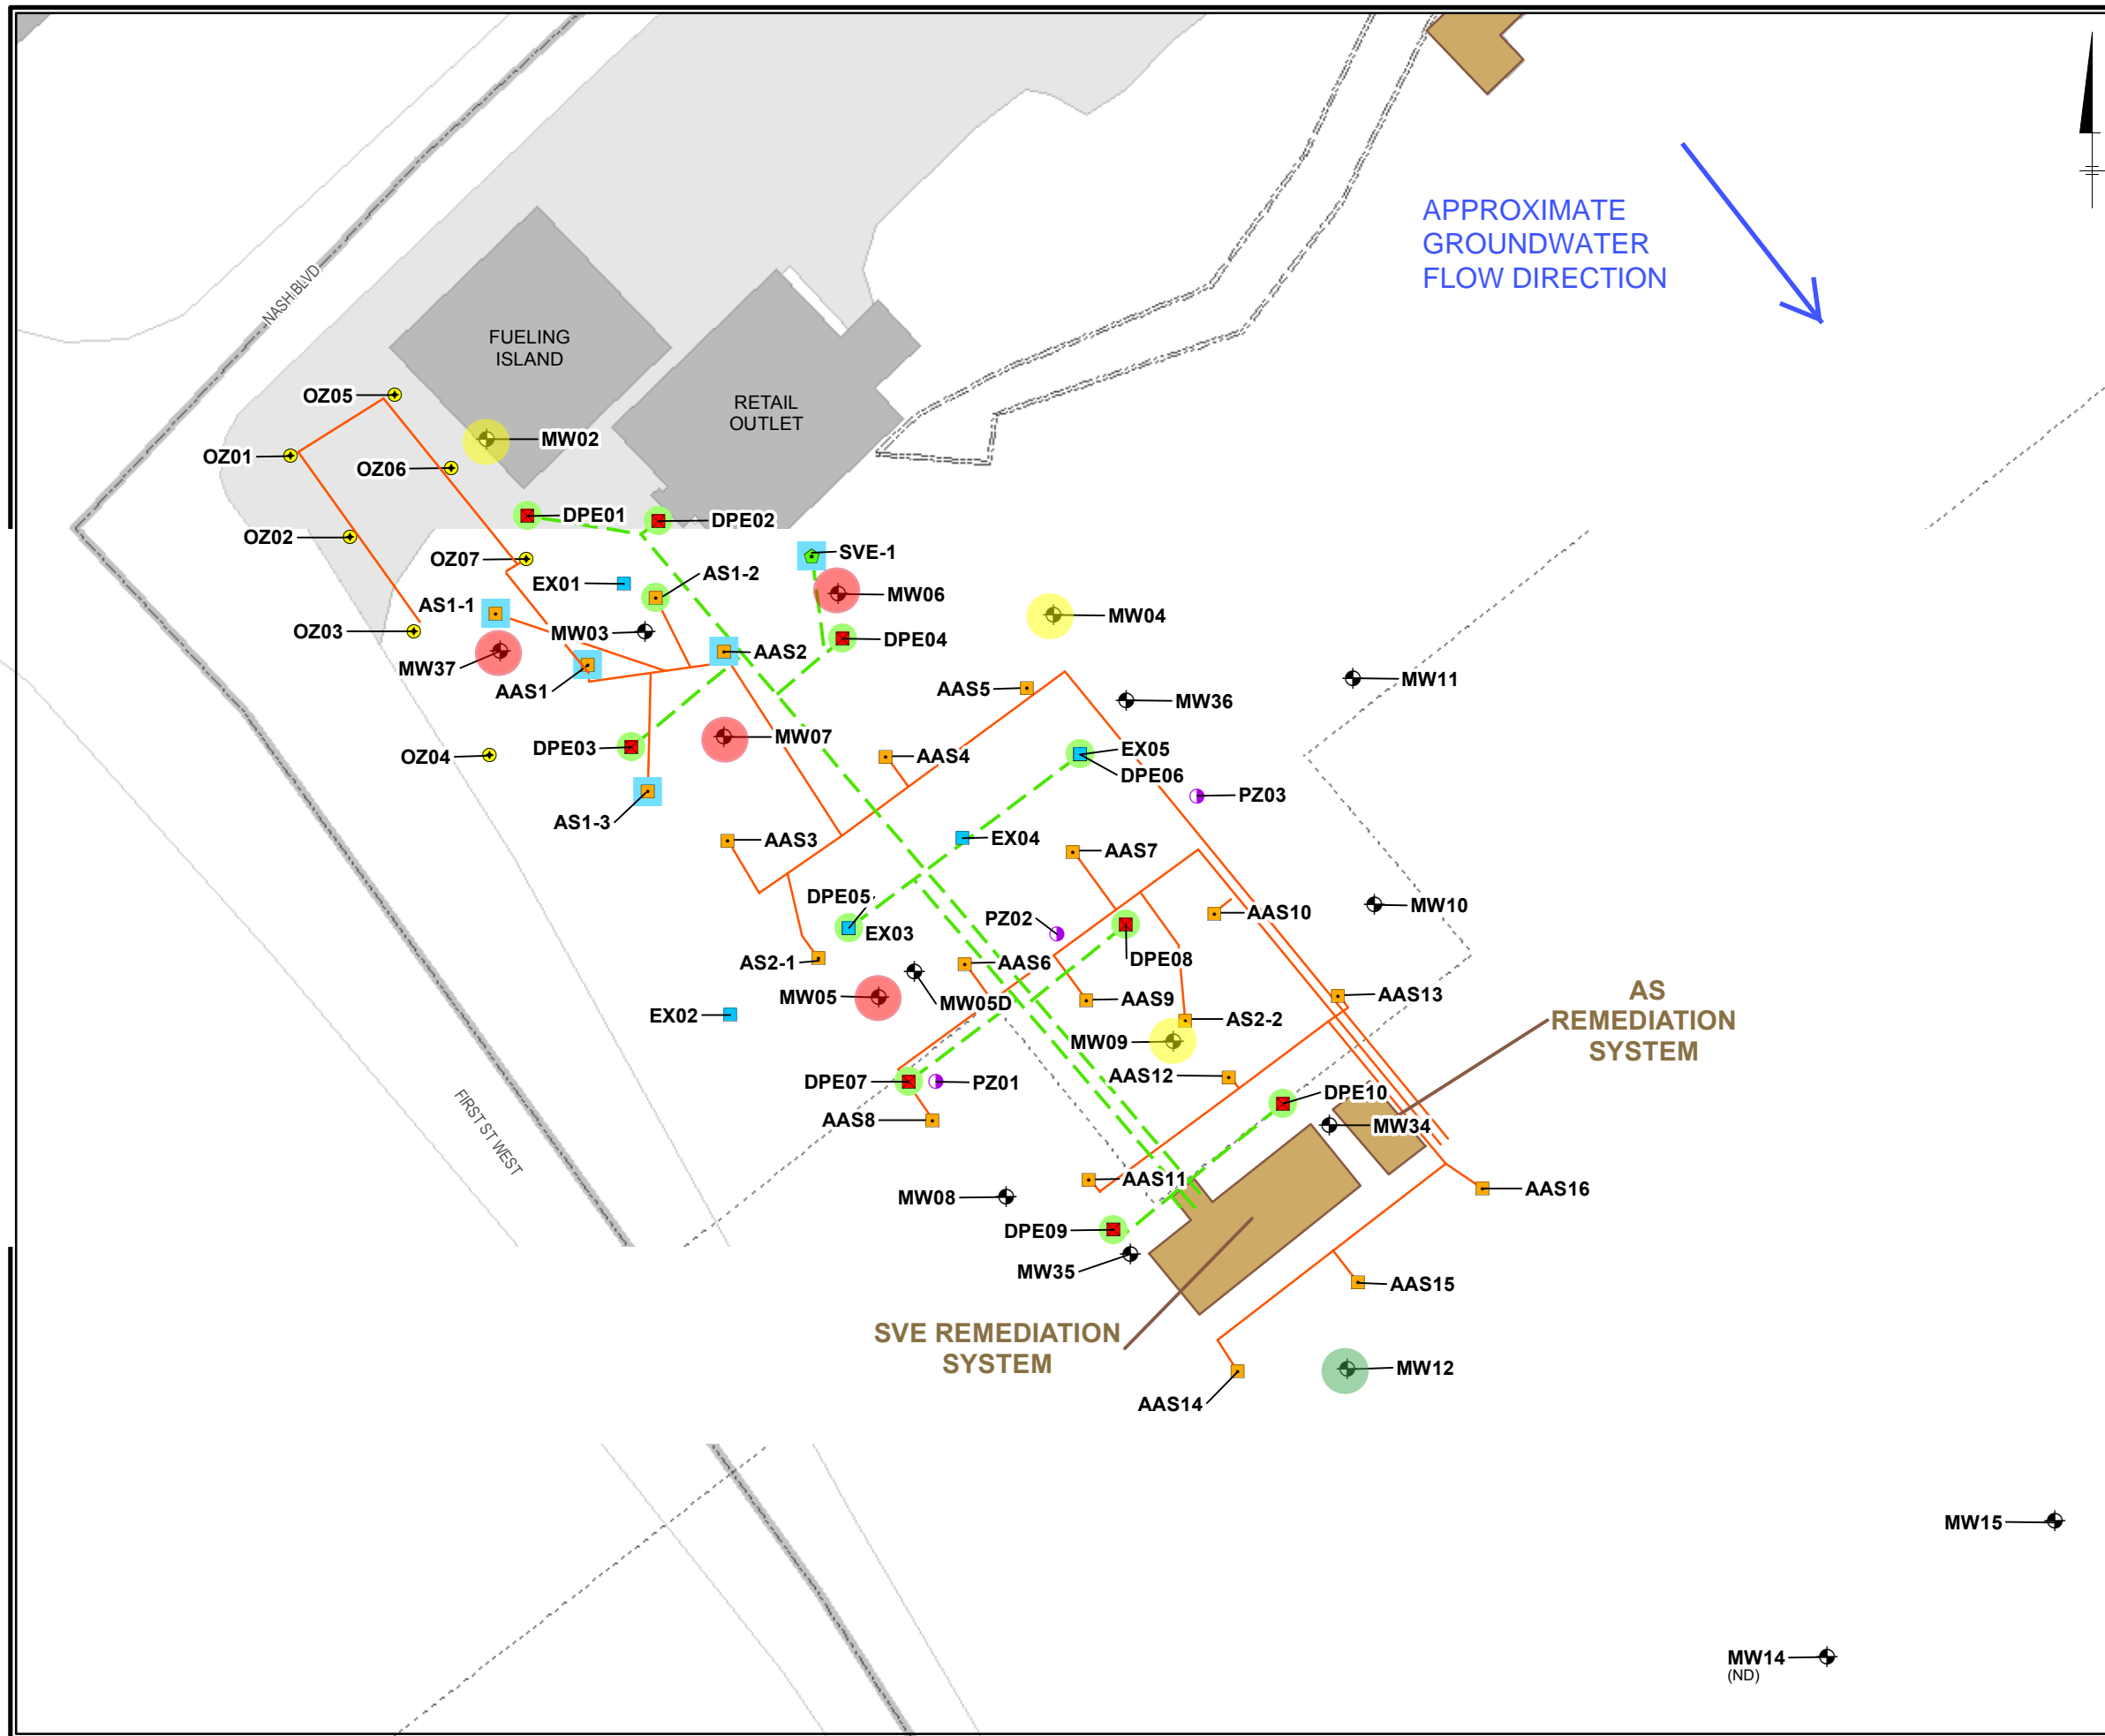 APPROXIMATE
GROUNDWATER
FLOW DIRECTION
NASH BLVD
FUELING
ISLAND
RETAIL
OUTLET
OZ05
MW02
OZ01
OZ06
DPE01
DPE02
OZ02
OZ07
SVE-1
EX01
AS1-2
MW06
AS1-1
MW04
OZ03
MW03
DPE04
MW37
AAS2
AAS1
AAS5
MW36
MW11
DPE03
MW07
OZ04
AAS4
EX05
DPE06
PZ03
AS1-3
AAS3
EX04
AAS7
DPE05
PZ02
AAS10
MW10
EX03
AS2-1
AAS6
DPE08
MW05
MW05D
AAS9
AAS13
AS
REMEDIATION
SYSTEM
EX02
AS2-2
MW09
DPE07
PZ01
AAS12
DPE10
AAS8
MW34
FIRST ST WEST
AAS11
MW08
AAS16
DPE09
MW35
AAS15
SVE REMEDIATION
SYSTEM
MW12
AAS14
MW15
MW14
(ND)